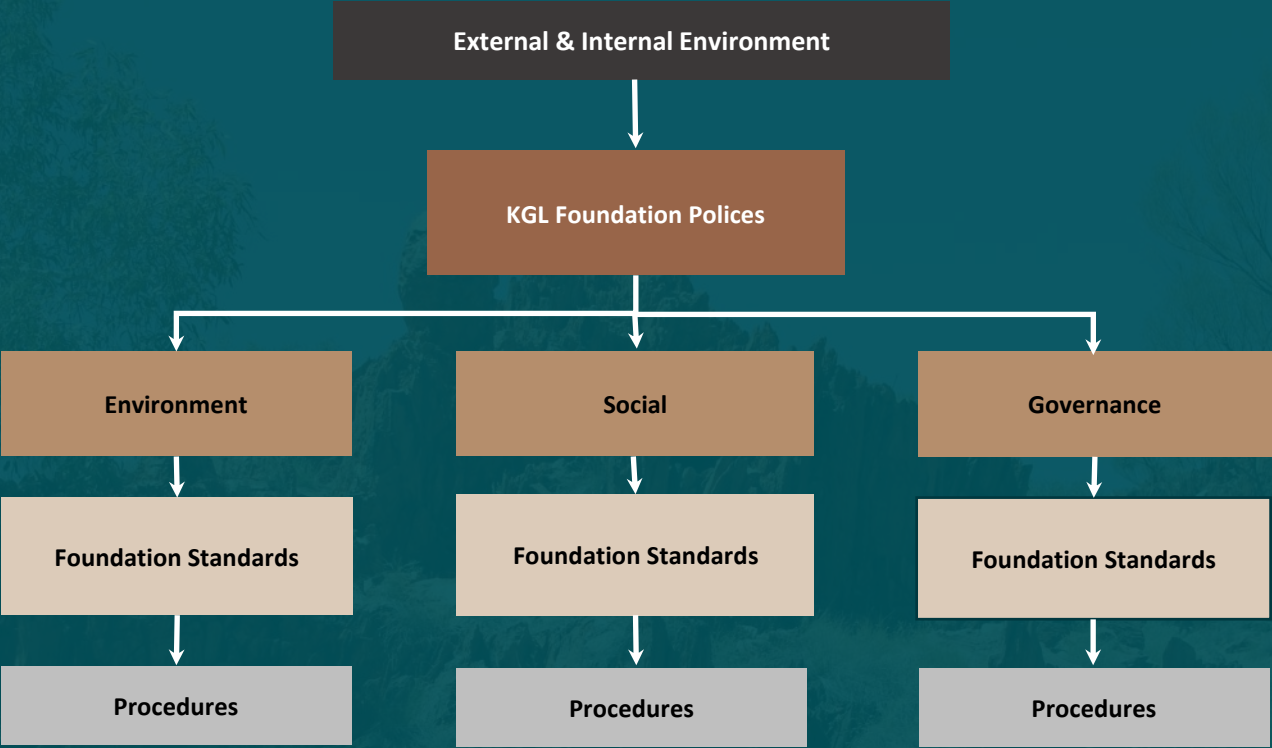 External & Internal Environment
KGL Foundation Polices
Environment
Social
Governance
Foundation Standards
Foundation Standards
Foundation Standards
Procedures
Procedures
Procedures